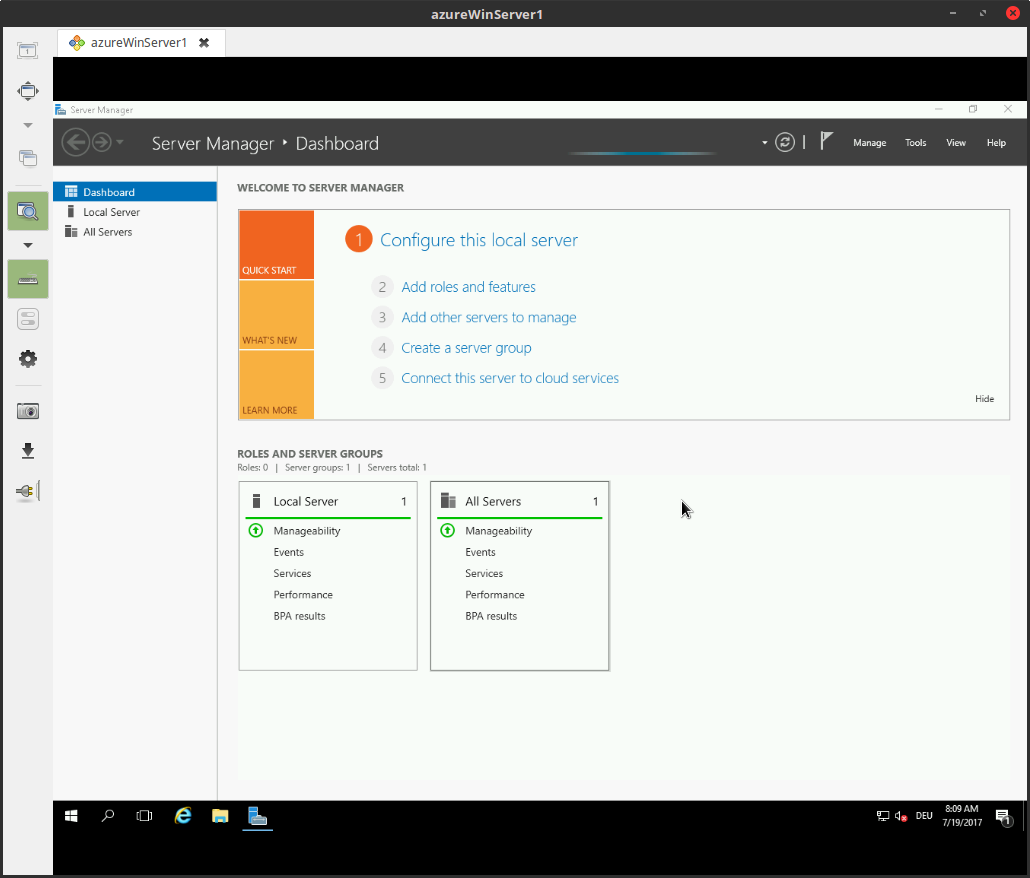 azureWinServer1
1
azureWinServer1
Server Manager
Server Manager • Dashboard
Manage Tools View Help
Dashboard
Local Server
All Servers
WELCOME TO SERVER MANAGER
QUICK START
WHAT'S NEW
LEARN MORE
1 Configure this local server
2 Add roles and features
3 Add other servers to manage
4 Create a server group
5 Connect this server to cloud services
Hide
ROLES AND SERVER GROUPS
Roles: 0 | Server groups: 1 | Servers total: 1
Local Server 1
Manageability
Events
Services
Performance
BPA results
All Servers 1
Manageability
Events
Services
Performance
BPA results
DEU
8:09 AM
7/19/2017
1